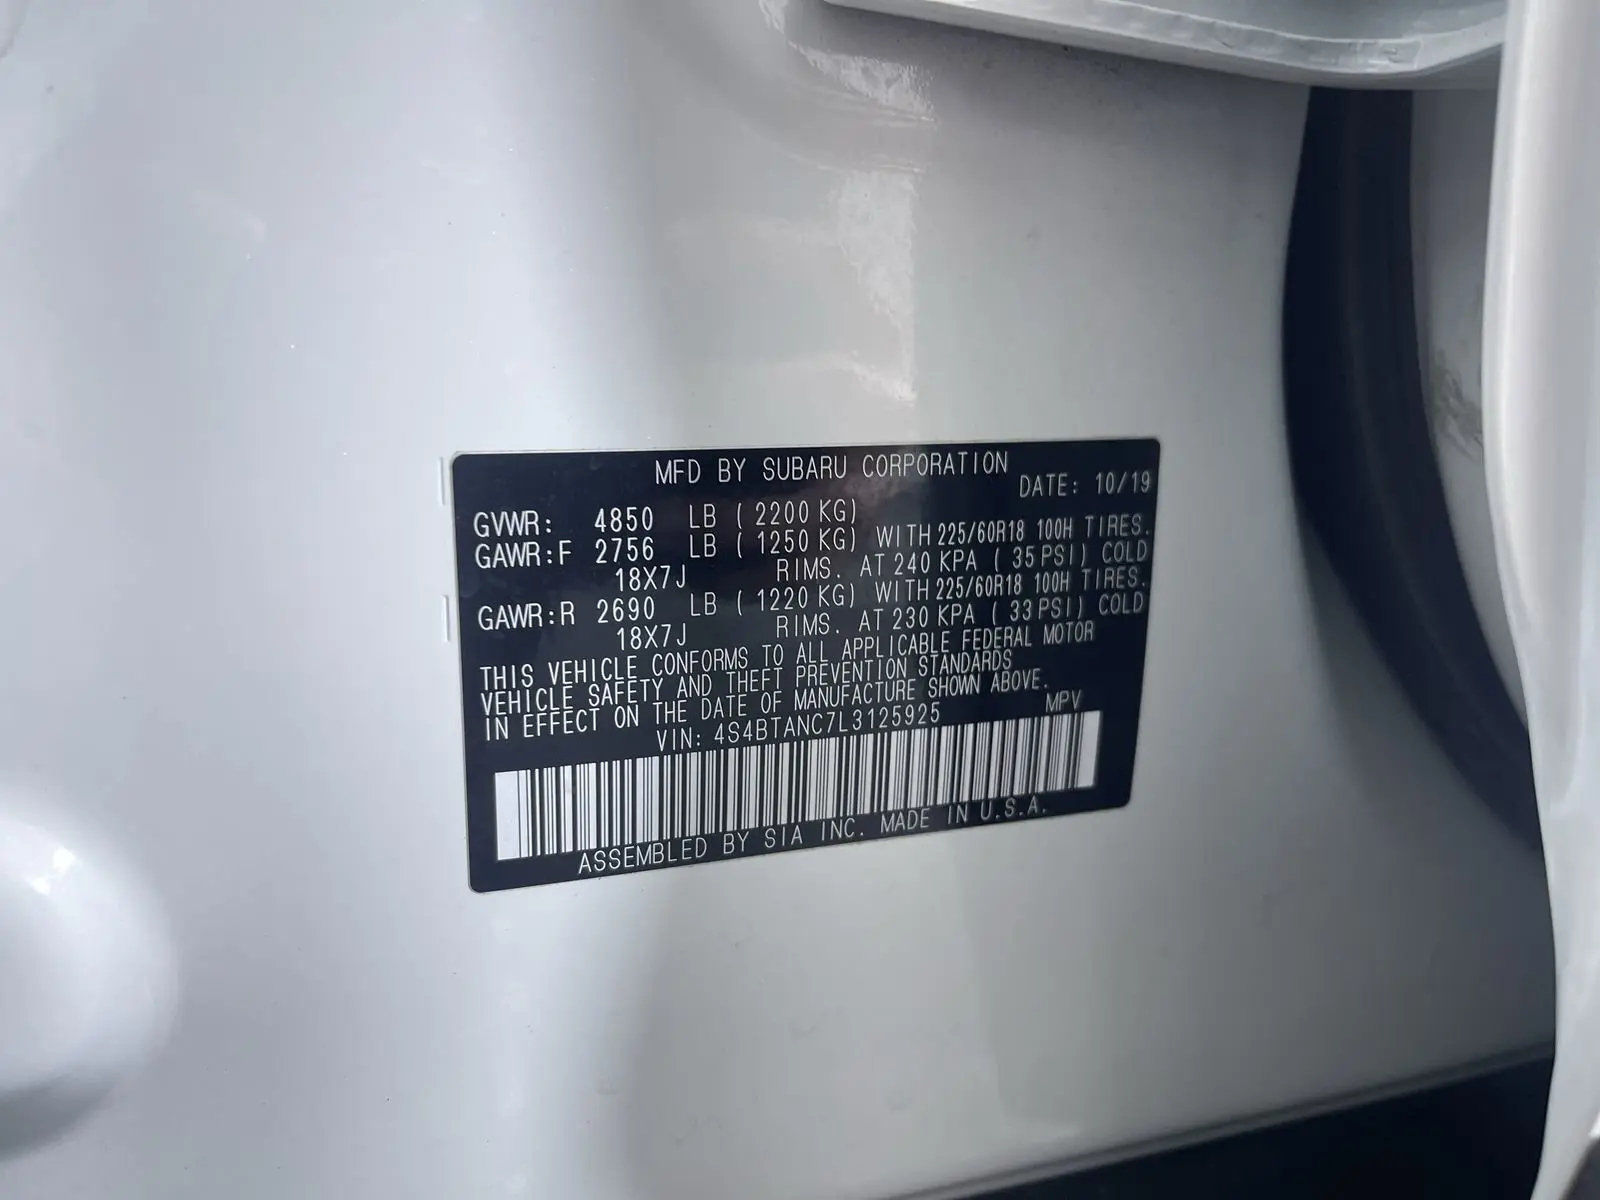 MFD BY SUBARU CORPORATION
DATE: 10/19
GVWR: 4850 LB ( 2200 KG)
GAWR:F 2756 LB ( 1250 KG) WITH 225/60R18 100H TIRES.
18X7J RIMS. AT 240 KPA ( 35 PSI) COLD
GAWR:R 2690 LB ( 1220 KG) WITH 225/60R18 100H TIRES.
18X7J RIMS. AT 230 KPA ( 33 PSI) COLD
THIS VEHICLE CONFORMS TO ALL APPLICABLE FEDERAL MOTOR
VEHICLE SAFETY AND THEFT PREVENTION STANDARDS
IN EFFECT ON THE DATE OF MANUFACTURE SHOWN ABOVE.
VIN: 4S4BTANC7L3125925 MPV
ASSEMBLED BY SIA INC. MADE IN U.S.A.